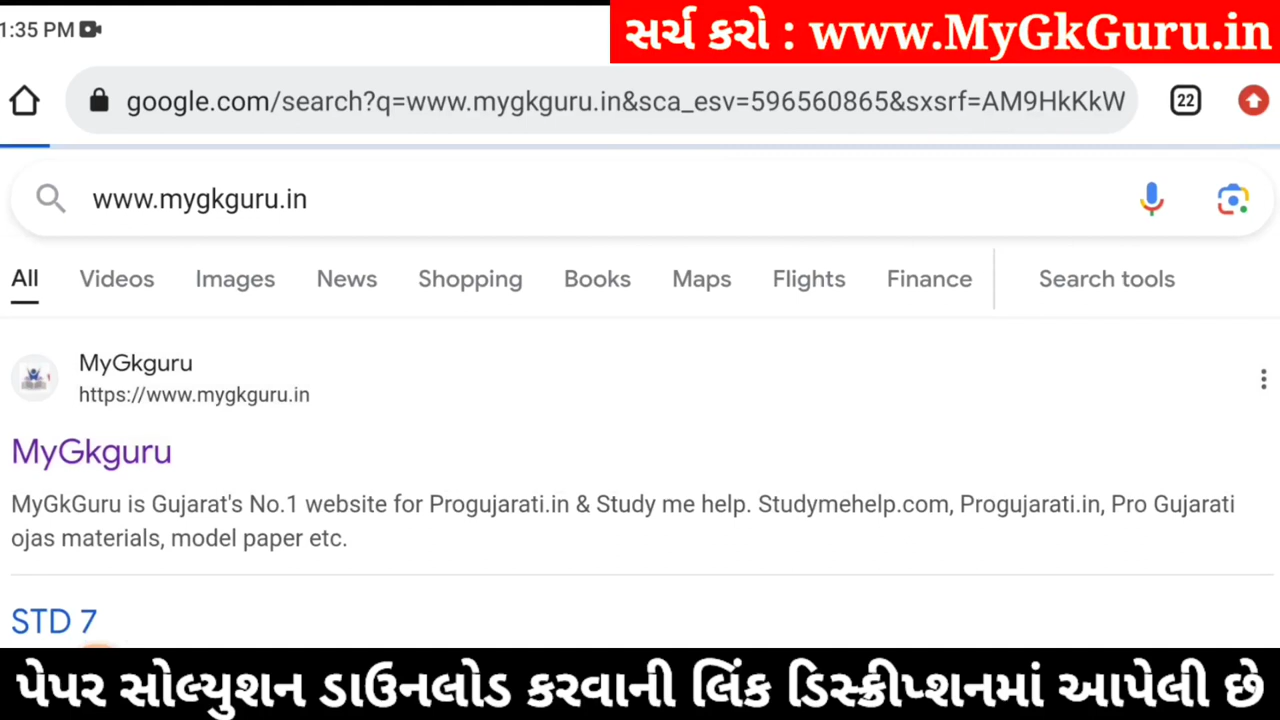 1:35 PM
સર્ચ કરો : www.MyGkGuru.in
google.com/search?q=www.mygkguru.in&sca_esv=596560865&sxsrf=AM9HkKkW
22
www.mygkguru.in
All Videos Images News Shopping Books Maps Flights Finance Search tools
MyGkguru
https://www.mygkguru.in
MyGkguru
MyGkGuru is Gujarat's No.1 website for Progujarati.in & Study me help. Studymehelp.com, Progujarati.in, Pro Gujarati
ojas materials, model paper etc.
STD 7
પેપર સોલ્યુશન ડાઉનલોડ કરવાની લિંક ડિસ્ક્રીપ્શનમાં આપેલી છે